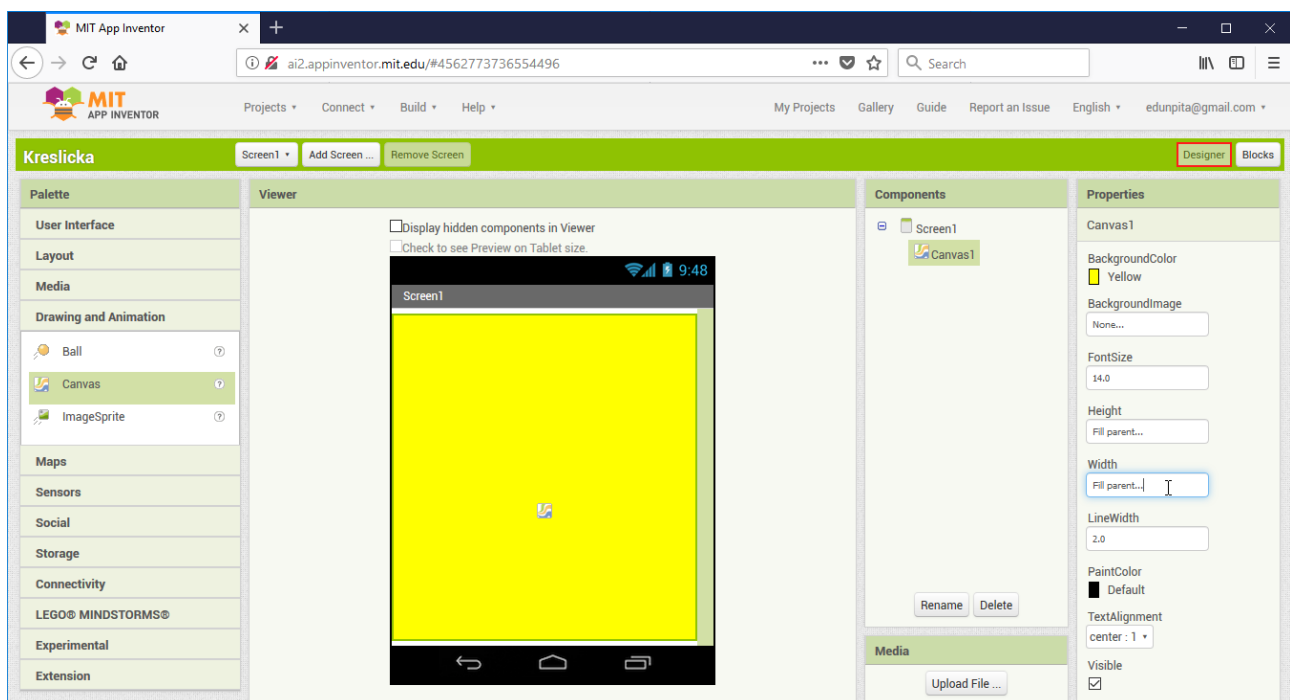 MIT App Inventor
ai2.appinventor.mit.edu/#4562773736554496
Search
MIT
APP INVENTOR
Projects Connect Build Help My Projects Gallery Guide Report an Issue English edunpita@gmail.com
Kreslicka Screen1 Add Screen ... Remove Screen Designer Blocks
Palette
User Interface
Layout
Media
Drawing and Animation
Ball
Canvas
ImageSprite
Maps
Sensors
Social
Storage
Connectivity
LEGO® MINDSTORMS®
Experimental
Extension
Viewer
Display hidden components in Viewer
Check to see Preview on Tablet size.
9:48
Screen1
Components
Screen1
Canvas1
Rename Delete
Media
Upload File ...
Properties
Canvas1
BackgroundColor
Yellow
BackgroundImage
None...
FontSize
14.0
Height
Fill parent...
Width
Fill parent...
LineWidth
2.0
PaintColor
Default
TextAlignment
center : 1
Visible